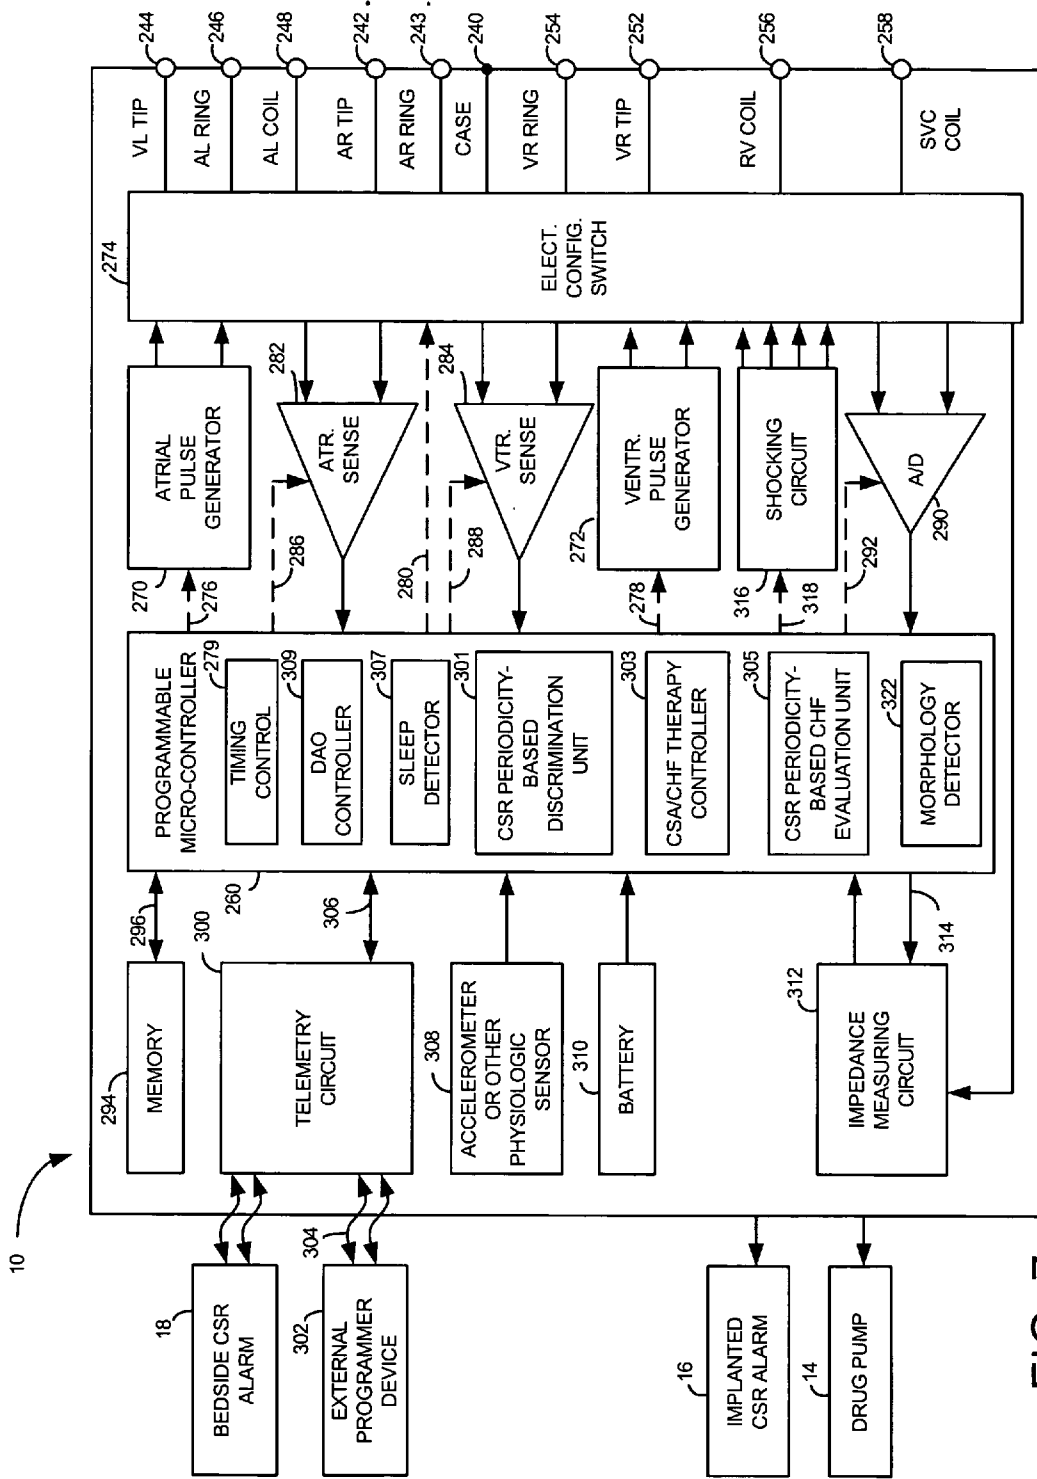 10
244
246
248
242
243
240
254
252
256
258
VL TIP
AL RING
AL COIL
AR TIP
AR RING
CASE
VR RING
VR TIP
RV COIL
SVC
COIL
274
ELECT.
CONFIG.
SWITCH
ATRIAL
PULSE
GENERATOR
270
276
282
ATR.
SENSE
286
280
284
VTR.
SENSE
288
272
VENTR.
PULSE
GENERATOR
278
SHOCKING
CIRCUIT
316
318
A/D
290
292
PROGRAMMABLE
MICRO-CONTROLLER
260
279
TIMING
CONTROL
309
DAO
CONTROLLER
307
SLEEP
DETECTOR
301
CSR PERIODICITY-
BASED
DISCRIMINATION
UNIT
303
CSA/CHF THERAPY
CONTROLLER
305
CSR PERIODICITY-
BASED CHF
EVALUATION UNIT
322
MORPHOLOGY
DETECTOR
296
294
MEMORY
300
306
TELEMETRY
CIRCUIT
308
ACCELEROMETER
OR OTHER
PHYSIOLOGIC
SENSOR
310
BATTERY
312
314
IMPEDANCE
MEASURING
CIRCUIT
18
BEDSIDE CSR
ALARM
304
302
EXTERNAL
PROGRAMMER
DEVICE
16
IMPLANTED
CSR ALARM
14
DRUG PUMP